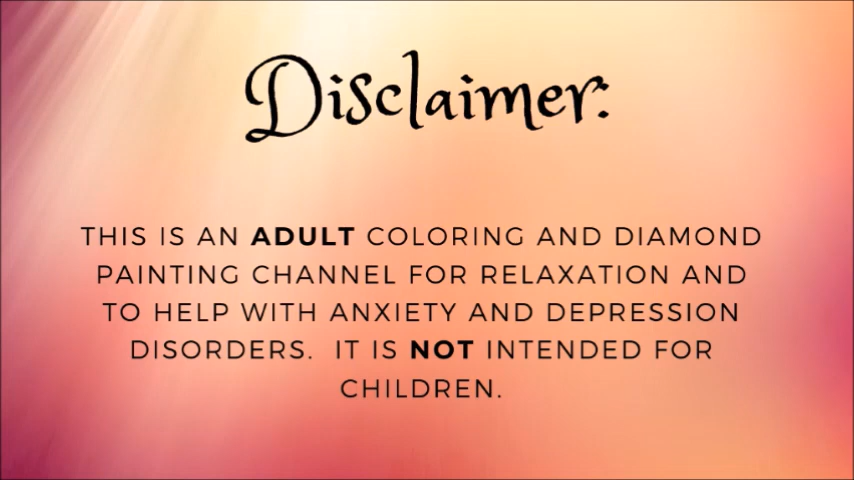 Disclaimer:
THIS IS AN ADULT COLORING AND DIAMOND
PAINTING CHANNEL FOR RELAXATION AND
TO HELP WITH ANXIETY AND DEPRESSION
DISORDERS.  IT IS NOT INTENDED FOR
CHILDREN.